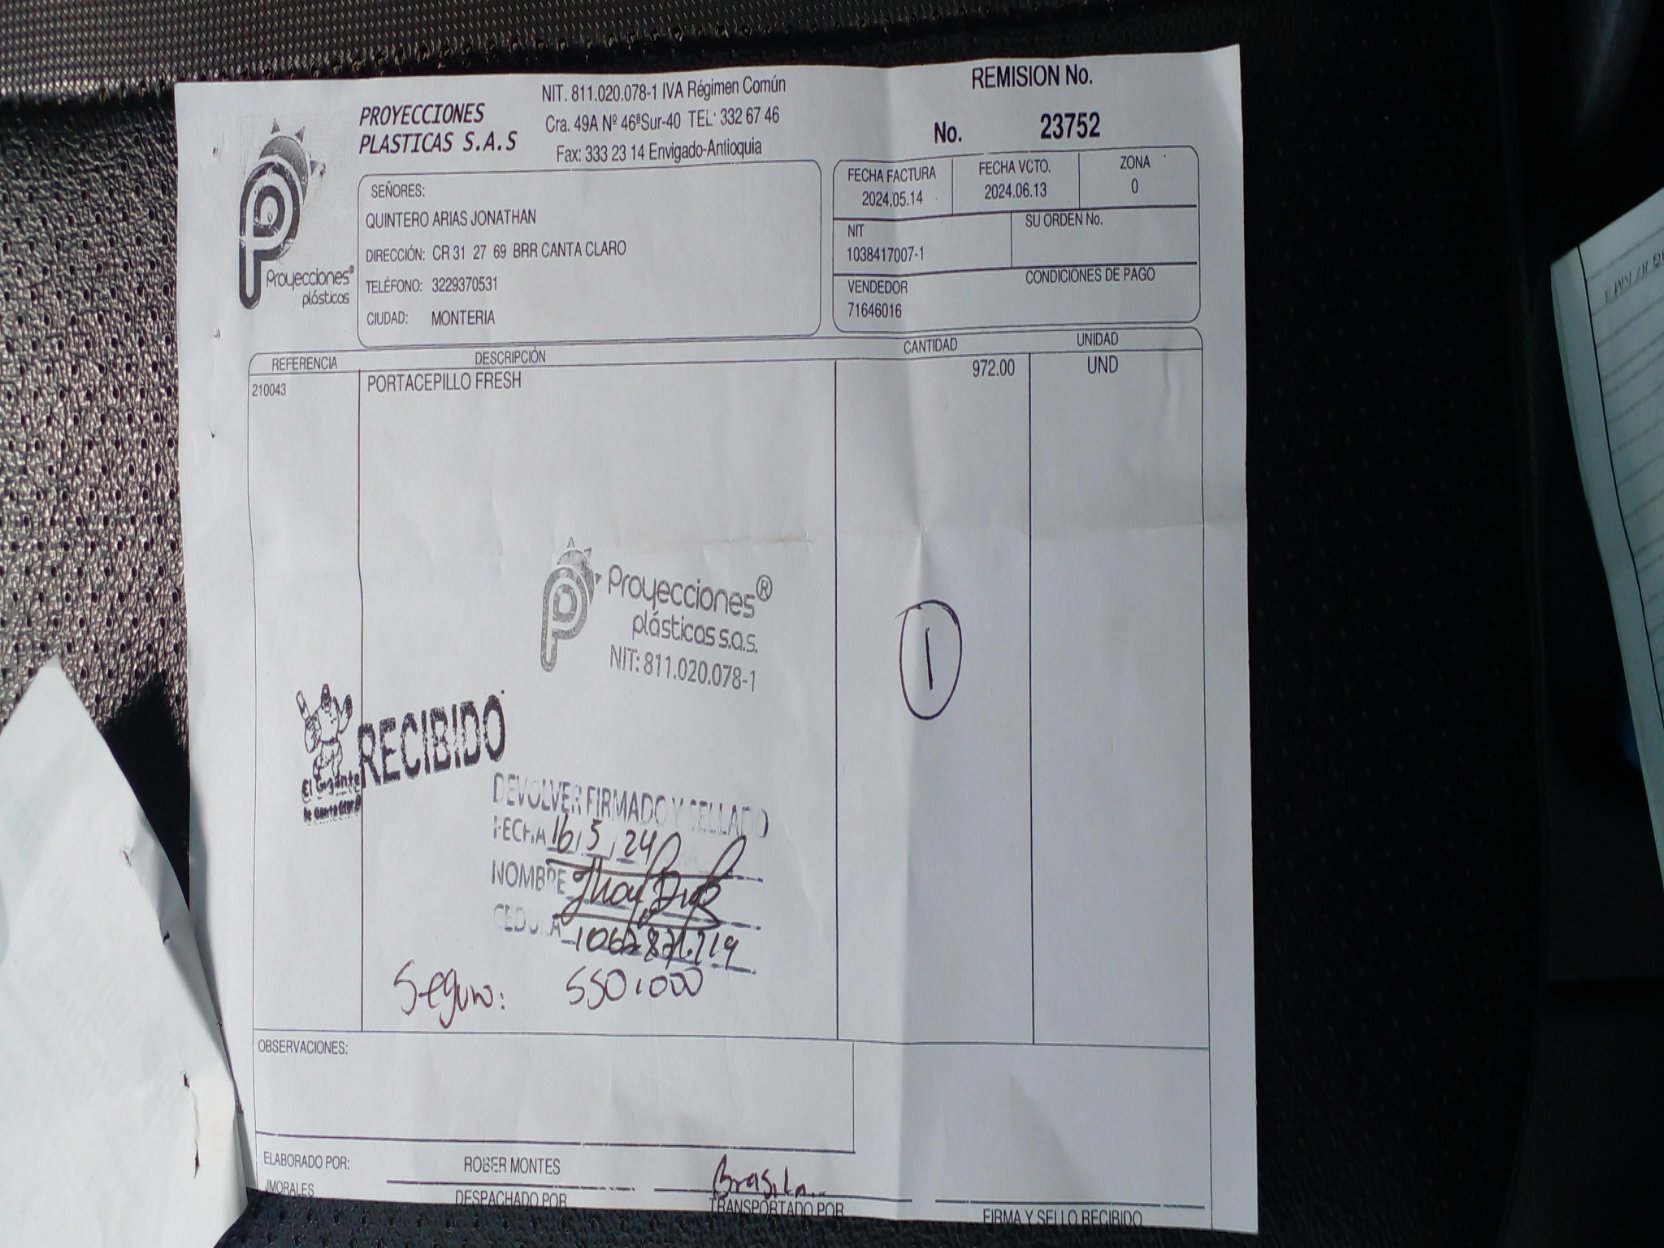 PROYECCIONES
PLASTICAS S.A.S
NIT. 811.020.078-1 IVA Régimen Común
Cra. 49A Nº 46ªSur-40 TEL: 332 67 46
Fax: 333 23 14 Envigado-Antioquia
REMISION No.
No. 23752
Proyecciones®
plásticas
SEÑORES:
QUINTERO ARIAS JONATHAN
DIRECCIÓN: CR 31 27 69 BRR CANTA CLARO
TELÉFONO: 3229370531
CIUDAD: MONTERIA
FECHA FACTURA
2024.05.14
FECHA VCTO.
2024.06.13
ZONA
0
NIT
1038417007-1
SU ORDEN No.
VENDEDOR
71646016
CONDICIONES DE PAGO
REFERENCIA DESCRIPCIÓN CANTIDAD UNIDAD
210043 PORTACEPILLO FRESH 972.00 UND
Proyecciones®
plásticas s.a.s.
NIT: 811.020.078-1
1
RECIBIDO
El Gigante
DEVOLVER FIRMADO Y SELLADO
FECHA 16, 5, 24
NOMBRE
CEDULA
Seguro: 550.000
OBSERVACIONES:
ELABORADO POR:
JMORALES
ROBER MONTES
DESPACHADO POR
TRANSPORTADO POR
FIRMA Y SELLO RECIBIDO